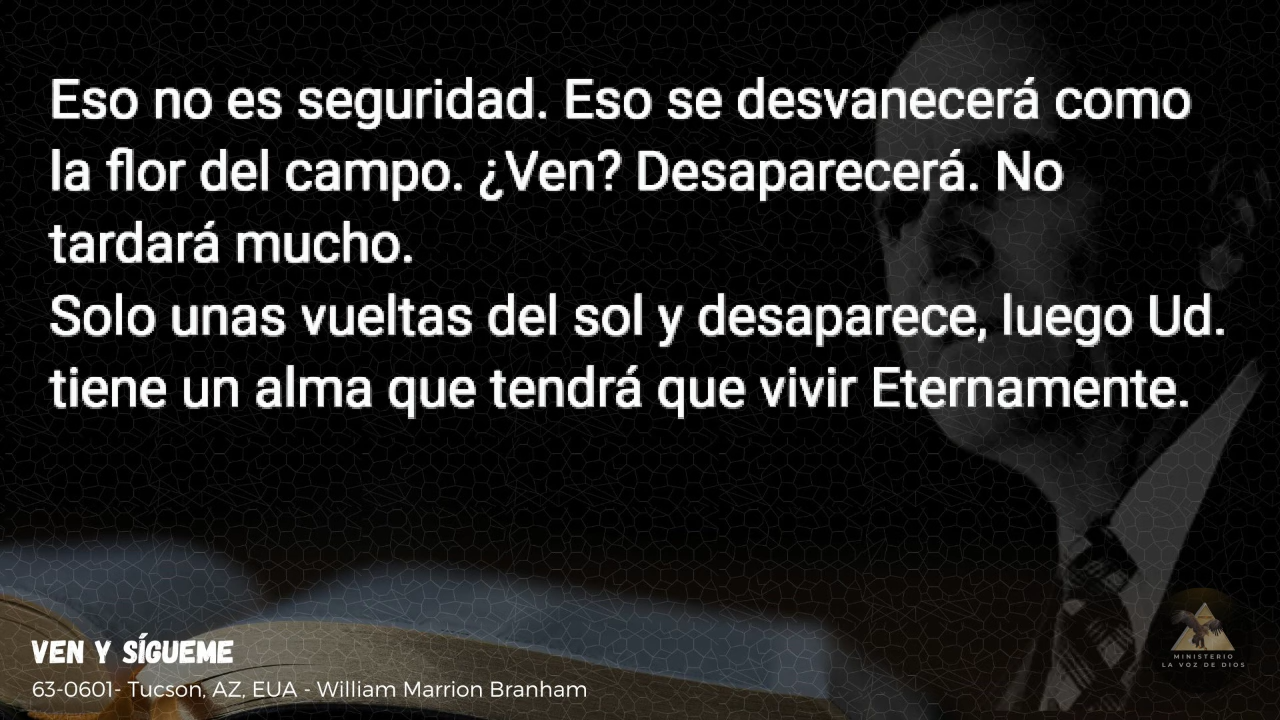 Eso no es seguridad. Eso se desvanecerá como
la flor del campo. ¿Ven? Desaparecerá. No
tardará mucho.
Solo unas vueltas del sol y desaparece, luego Ud.
tiene un alma que tendrá que vivir Eternamente.
VEN Y SÍGUEME
63-0601- Tucson, AZ, EUA - William Marrion Branham
MINISTERIO
LA VOZ DE DIOS